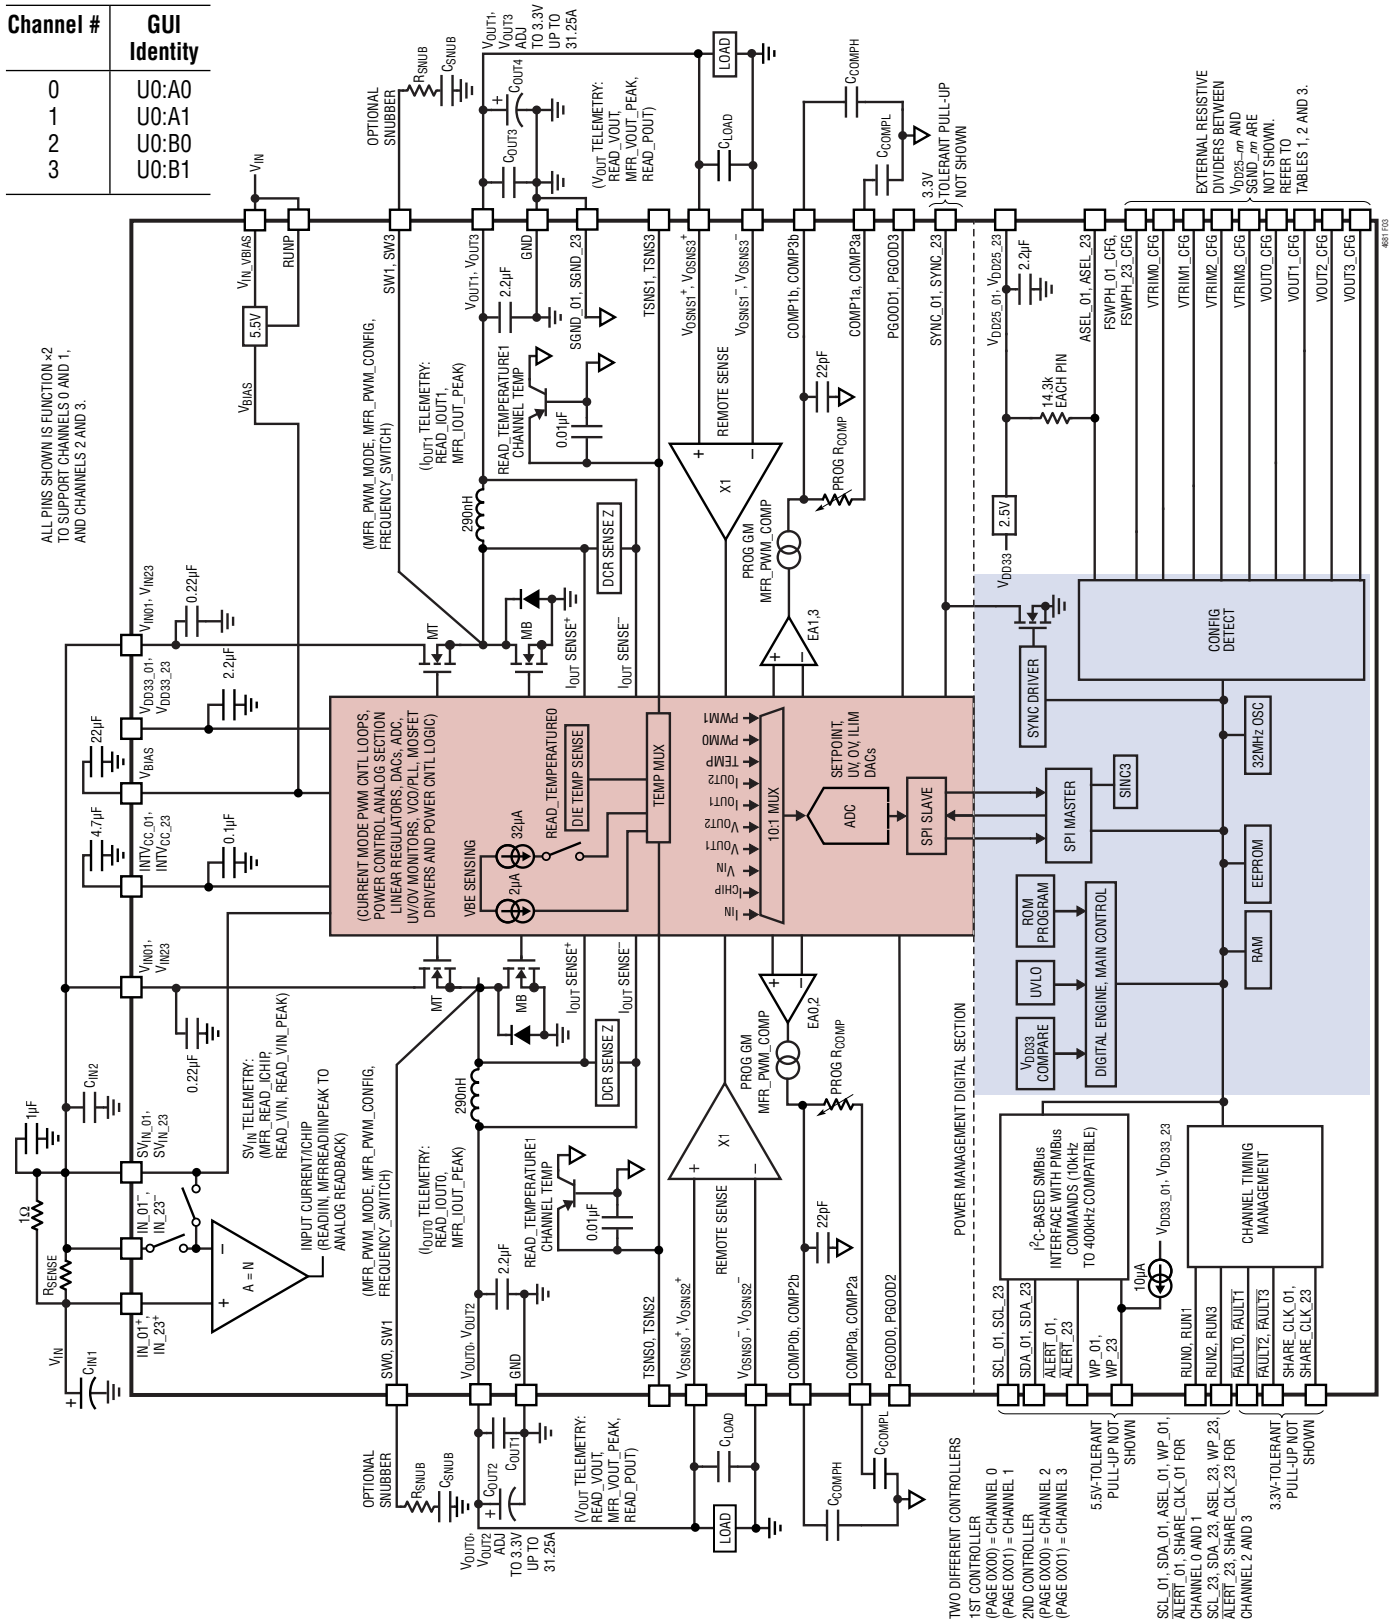 Channel #
GUI
Identity
0
U0:A0
1
U0:A1
2
U0:B0
3
U0:B1
ALL PINS SHOWN IS FUNCTION ×2
TO SUPPORT CHANNELS 0 AND 1,
AND CHANNELS 2 AND 3.
VIN
CIN1
RSENSE
1Ω
1µF
CIN2
IN_01+,
IN_23+
IN_01−,
IN_23−
SVIN_01,
SVIN_23
A = N
+
−
INPUT CURRENT/ICHIP
(READIIN, MFRREADIINPEAK TO
ANALOG READBACK)
SVIN TELEMETRY:
(MFR_READ_ICHIP,
READ_VIN, READ_VIN_PEAK)
0.22µF
VIN01,
VIN23
4.7µF
INTVCC_01,
INTVCC_23
0.1µF
22µF
VBIAS
VDD33_01,
VDD33_23
2.2µF
VIN01, VIN23
0.22µF
VBIAS
5.5V
VIN_VBIAS
VIN
RUNP
OPTIONAL
SNUBBER
RSNUB
CSNUB
SW0, SW1
(MFR_PWM_MODE, MFR_PWM_CONFIG,
FREQUENCY_SWITCH)
VOUT0,
VOUT2
ADJ
TO 3.3V
UP TO
31.25A
COUT2
COUT1
(VOUT TELEMETRY:
READ_VOUT,
MFR_VOUT_PEAK,
READ_POUT)
VOUT0, VOUT2
GND
2.2µF
(IOUT0 TELEMETRY:
READ_IOUT0,
MFR_IOUT_PEAK)
290nH
READ_TEMPERATURE1
CHANNEL TEMP
0.01µF
MT
MB
DCR SENSE Z
IOUT SENSE+
IOUT SENSE−
TSNS0, TSNS2
LOAD
CLOAD
VOSNS0+, VOSNS2+
VOSNS0−, VOSNS2−
REMOTE SENSE
X1
+
−
CCOMPH
CCOMPL
COMP0b, COMP2b
COMP0a, COMP2a
22pF
PROG RCOMP
PROG GM
MFR_PWM_COMP
EA0,2
+
−
PGOOD0, PGOOD2
(CURRENT MODE PWM CNTL LOOPS,
POWER CONTROL ANALOG SECTION
LINEAR REGULATORS, DACs, ADC,
UV/OV MONITORS, VCO/PLL, MOSFET
DRIVERS AND POWER CNTL LOGIC)
VBE SENSING
2µA
32µA
READ_TEMPERATURE0
DIE TEMP SENSE
TEMP MUX
IIN
ICHIP
VIN
VOUT1
VOUT2
IOUT1
IOUT2
TEMP
PWM0
PWM1
10:1 MUX
ADC
SETPOINT,
UV, OV, ILIM
DACs
SPI SLAVE
OPTIONAL
SNUBBER
RSNUB
CSNUB
SW1, SW3
(MFR_PWM_MODE, MFR_PWM_CONFIG,
FREQUENCY_SWITCH)
VOUT1,
VOUT3
ADJ
TO 3.3V
UP TO
31.25A
COUT4
COUT3
(VOUT TELEMETRY:
READ_VOUT,
MFR_VOUT_PEAK,
READ_POUT)
VOUT1, VOUT3
GND
2.2µF
SGND_01, SGND_23
(IOUT1 TELEMETRY:
READ_IOUT1,
MFR_IOUT_PEAK)
290nH
READ_TEMPERATURE1
CHANNEL TEMP
0.01µF
MT
MB
DCR SENSE Z
IOUT SENSE+
IOUT SENSE−
TSNS1, TSNS3
LOAD
CLOAD
VOSNS1+, VOSNS3+
VOSNS1−, VOSNS3−
REMOTE SENSE
X1
+
−
CCOMPH
CCOMPL
COMP1b, COMP3b
COMP1a, COMP3a
22pF
PROG RCOMP
PROG GM
MFR_PWM_COMP
EA1,3
+
−
PGOOD1, PGOOD3
SYNC_01, SYNC_23
3.3V
TOLERANT PULL-UP
NOT SHOWN
POWER MANAGEMENT DIGITAL SECTION
TWO DIFFERENT CONTROLLERS
1ST CONTROLLER
(PAGE 0X00) = CHANNEL 0
(PAGE 0X01) = CHANNEL 1
2ND CONTROLLER
(PAGE 0X00) = CHANNEL 2
(PAGE 0X01) = CHANNEL 3
5.5V-TOLERANT
PULL-UP NOT
SHOWN
SCL_01, SDA_01, ASEL_01, WP_01,
ALERT_01, SHARE_CLK_01 FOR
CHANNEL 0 AND 1
SCL_23, SDA_23, ASEL_23, WP_23,
ALERT_23, SHARE_CLK_23 FOR
CHANNEL 2 AND 3
3.3V-TOLERANT
PULL-UP NOT
SHOWN
SCL_01, SCL_23
SDA_01, SDA_23
ALERT_01,
ALERT_23
WP_01,
WP_23
RUN0, RUN1
RUN2, RUN3
FAULT0, FAULT1
FAULT2, FAULT3
SHARE_CLK_01,
SHARE_CLK_23
I2C-BASED SMBus
INTERFACE WITH PMBus
COMMANDS (10kHz
TO 400kHz COMPATIBLE)
10µA
VDD33_01, VDD33_23
CHANNEL TIMING
MANAGEMENT
VDD33
COMPARE
UVLO
ROM
PROGRAM
DIGITAL ENGINE, MAIN CONTROL
RAM
EEPROM
SPI MASTER
SINC3
32MHz OSC
SYNC DRIVER
CONFIG
DETECT
VDD33
2.5V
14.3k
EACH PIN
2.2µF
VDD25_01, VDD25_23
ASEL_01, ASEL_23
FSWPH_01_CFG,
FSWPH_23_CFG
VTRIM0_CFG
VTRIM1_CFG
VTRIM2_CFG
VTRIM3_CFG
VOUT0_CFG
VOUT1_CFG
VOUT2_CFG
VOUT3_CFG
EXTERNAL RESISTIVE
DIVIDERS BETWEEN
VDD25-nn AND
SGND_nn ARE
NOT SHOWN.
REFER TO
TABLES 1, 2 AND 3.
4681 F03